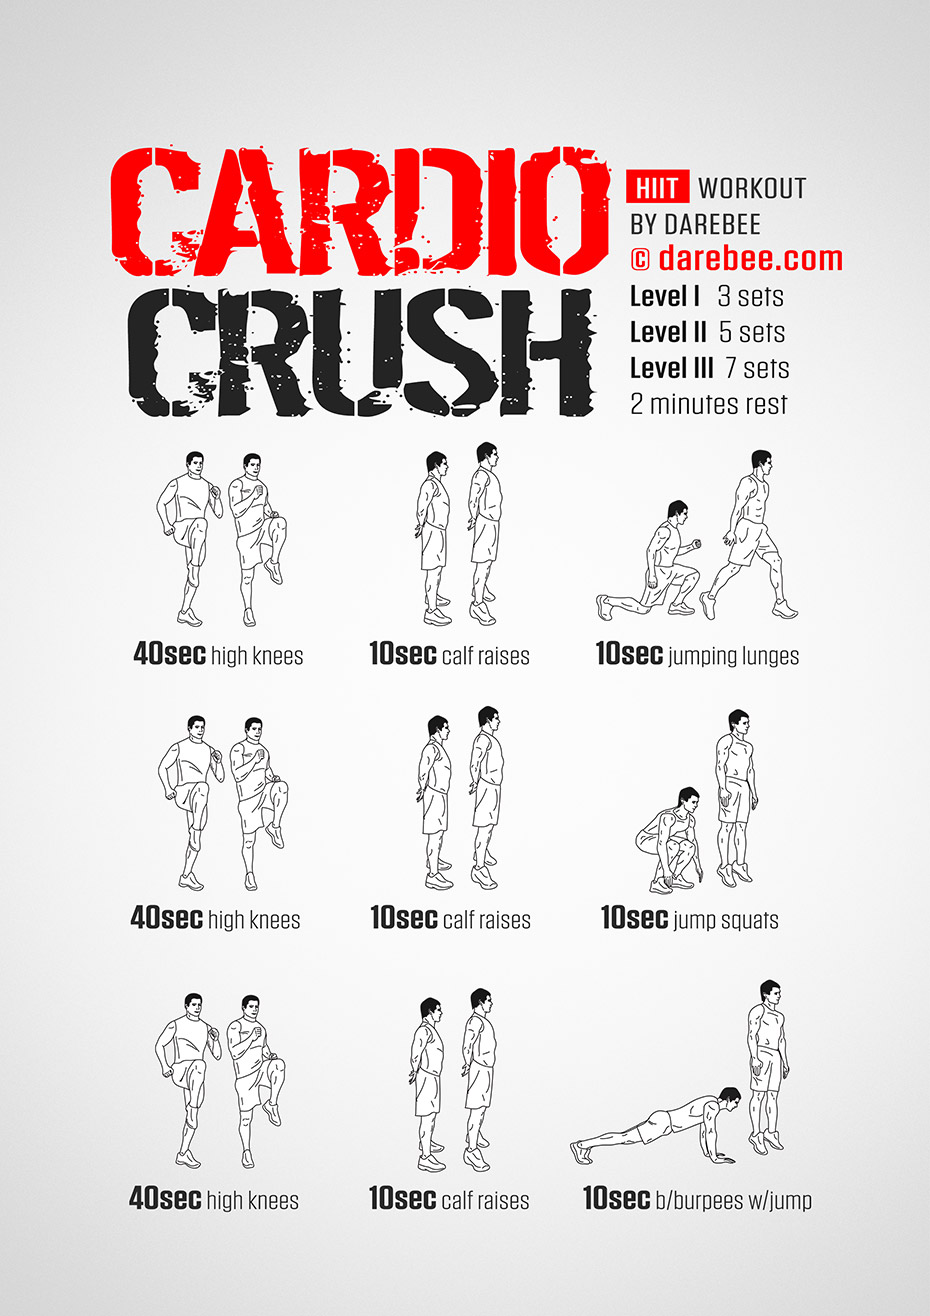 CARDIO
CRUSH
HIIT WORKOUT
BY DAREBEE
© darebee.com
Level I 3 sets
Level II 5 sets
Level III 7 sets
2 minutes rest
40sec high knees
10sec calf raises
10sec jumping lunges
40sec high knees
10sec calf raises
10sec jump squats
40sec high knees
10sec calf raises
10sec b/burpees w/jump